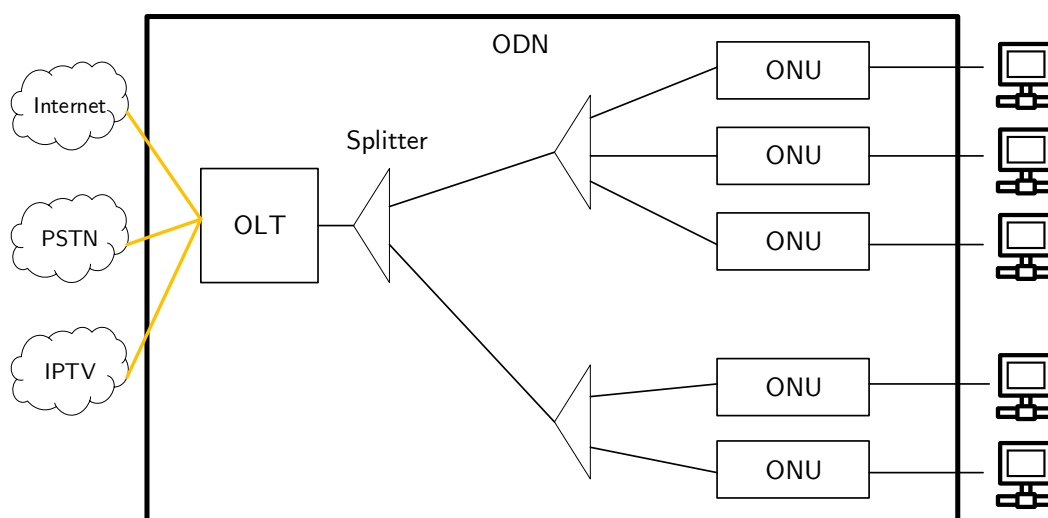 ODN
Internet
PSTN
IPTV
OLT
Splitter
ONU
ONU
ONU
ONU
ONU